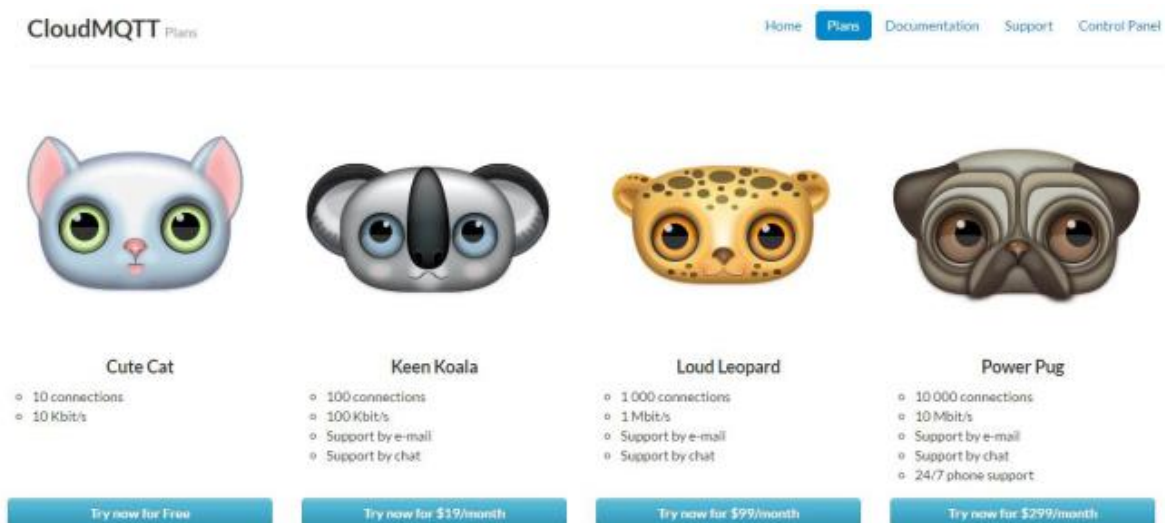 CloudMQTT Plans
Home Plans Documentation Support Control Panel
Cute Cat
10 connections
10 Kbit/s
Try now for Free
Keen Koala
100 connections
100 Kbit/s
Support by e-mail
Support by chat
Try now for $19/month
Loud Leopard
1 000 connections
1 Mbit/s
Support by e-mail
Support by chat
Try now for $99/month
Power Pug
10 000 connections
10 Mbit/s
Support by e-mail
Support by chat
24/7 phone support
Try now for $299/month